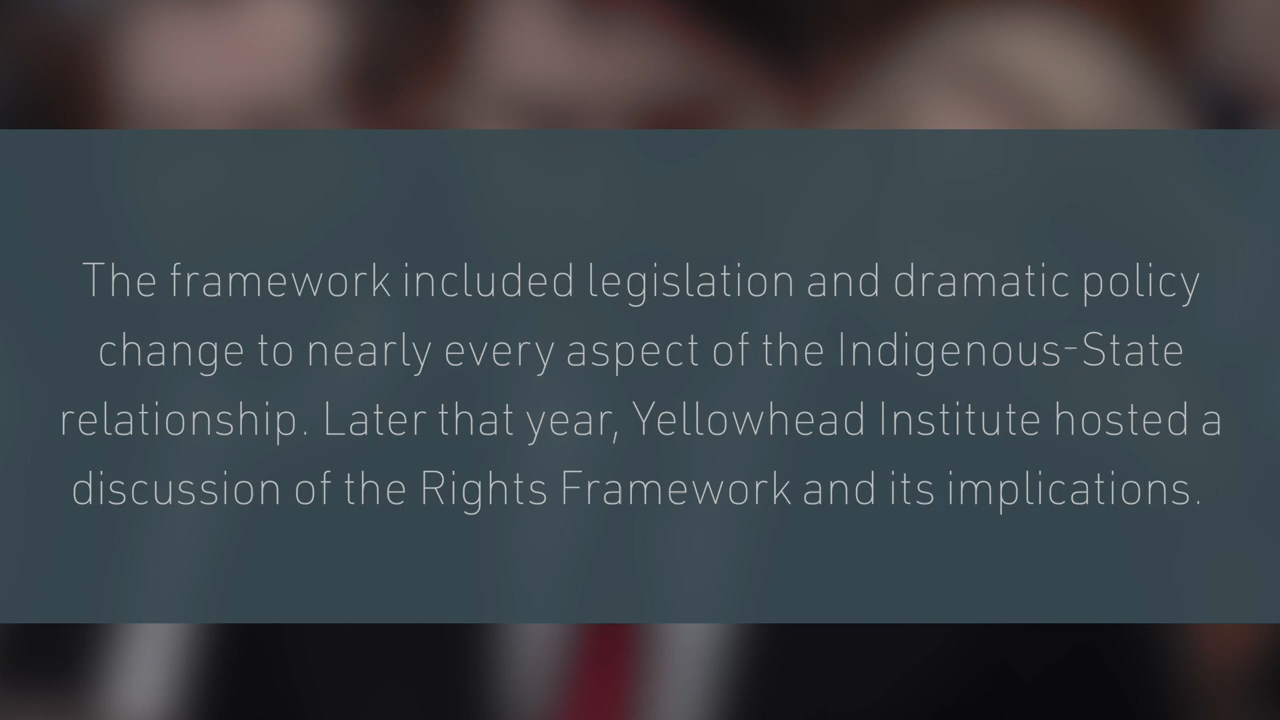 The framework included legislation and dramatic policy
change to nearly every aspect of the Indigenous-State
relationship. Later that year, Yellowhead Institute hosted a
discussion of the Rights Framework and its implications.